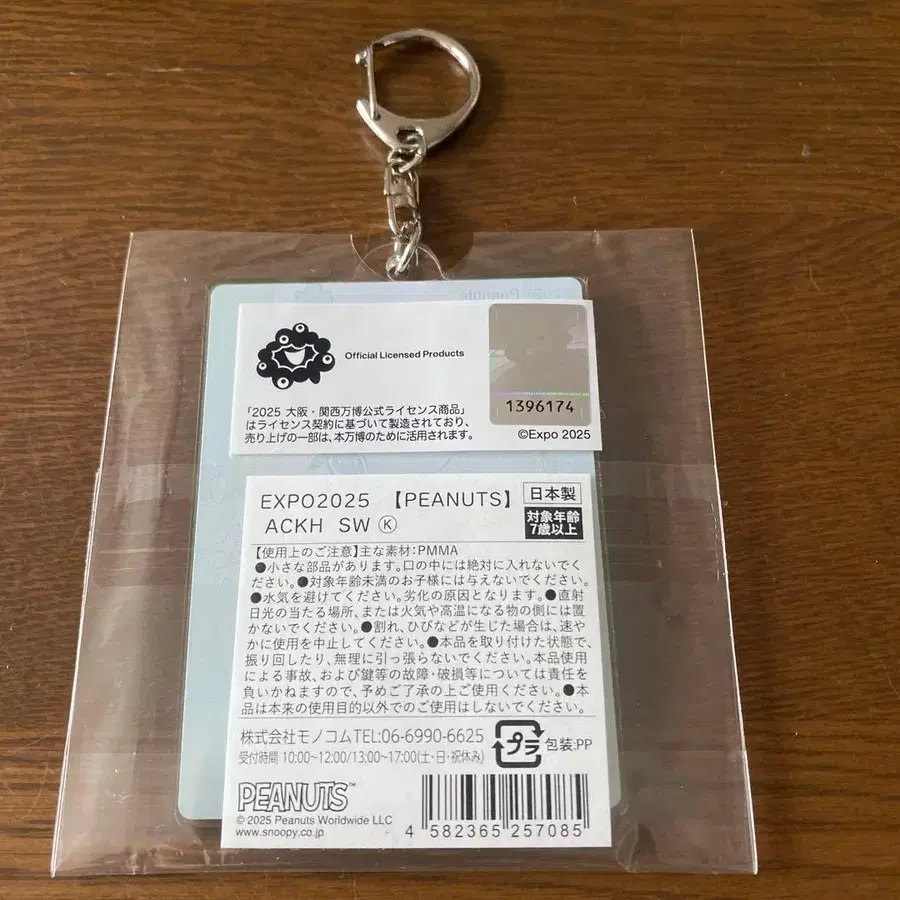 Peanuts
Official Licensed Products
1396174
「2025 大阪・関西万博公式ライセンス商品」
はライセンス契約に基づいて製造されており、
売り上げの一部は、本万博のために活用されます。
©Expo 2025
EXPO2025 【PEANUTS】
日本製
ACKH SW Ⓚ
対象年齢
7歳以上
【使用上のご注意】主な素材:PMMA
●小さな部品があります。口の中には絶対に入れないでく
ださい。●対象年齢未満のお子様には与えないでください。
●水気を避けてください。劣化の原因となります。●直射
日光の当たる場所、または火気や高温になる物の側には置
かないでください。●割れ、ひびなどが生じた場合は、速や
かに使用を中止してください。●本品を取り付けた状態で、
振り回したり、無理に引っ張らないでください。本品使用
による事故、および鍵等の故障・破損等については責任を
負いかねますので、予めご了承の上ご使用ください。●本
品は本来の使用目的以外でのご使用はしないでください。
株式会社モノコムTEL:06-6990-6625
受付時間 10:00~12:00/13:00~17:00(土・日・祝休み)
プラ
包装:PP
PEANUTS™
© 2025 Peanuts Worldwide LLC
www.snoopy.co.jp
4 582365 257085